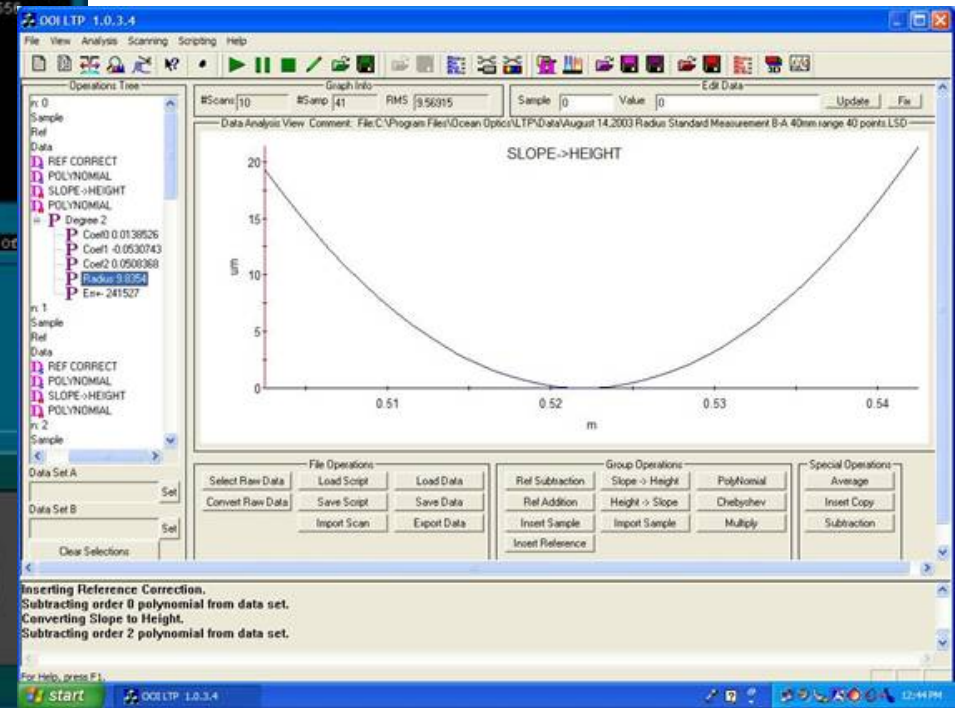 OOI LTP 1.0.3.4
File View Analysis Scanning Scripting Help
Operations Tree
n: 0
Sample
Ref
Data
REF CORRECT
POLYNOMIAL
SLOPE->HEIGHT
POLYNOMIAL
P Degree 2
P Coef0 0.0138526
P Coef1 -0.0530743
P Coef2 0.0508368
P Radius 9.8354
P Err+- 241527
n: 1
Sample
Ref
Data
REF CORRECT
POLYNOMIAL
SLOPE->HEIGHT
POLYNOMIAL
n: 2
Sample
Data Set A
Set
Data Set B
Set
Clear Selections
Graph Info
#Scans 10 #Samp 41 RMS 9.56915
Edit Data
Sample 0 Value 0 Update Fix
Data Analysis View Comment: File:C:\Program Files\Ocean Optics\LTP\Data\August 14,2003 Radius Standard Measurement B-A 40mm range 40 points.LSD
SLOPE->HEIGHT
20
15
um
10
5
0
0.51 0.52 0.53 0.54
m
File Operations
Select Raw Data Load Script Load Data
Convert Raw Data Save Script Save Data
Import Scan Export Data
Group Operations
Ref Subtraction Slope -> Height PolyNomial
Ref Addition Height -> Slope Chebyshev
Insert Sample Import Sample Multiply
Insert Reference
Special Operations
Average
Insert Copy
Subtraction
Inserting Reference Correction.
Subtracting order 0 polynomial from data set.
Converting Slope to Height.
Subtracting order 2 polynomial from data set.
For Help, press F1.
start OOI LTP 1.0.3.4 12:44 PM